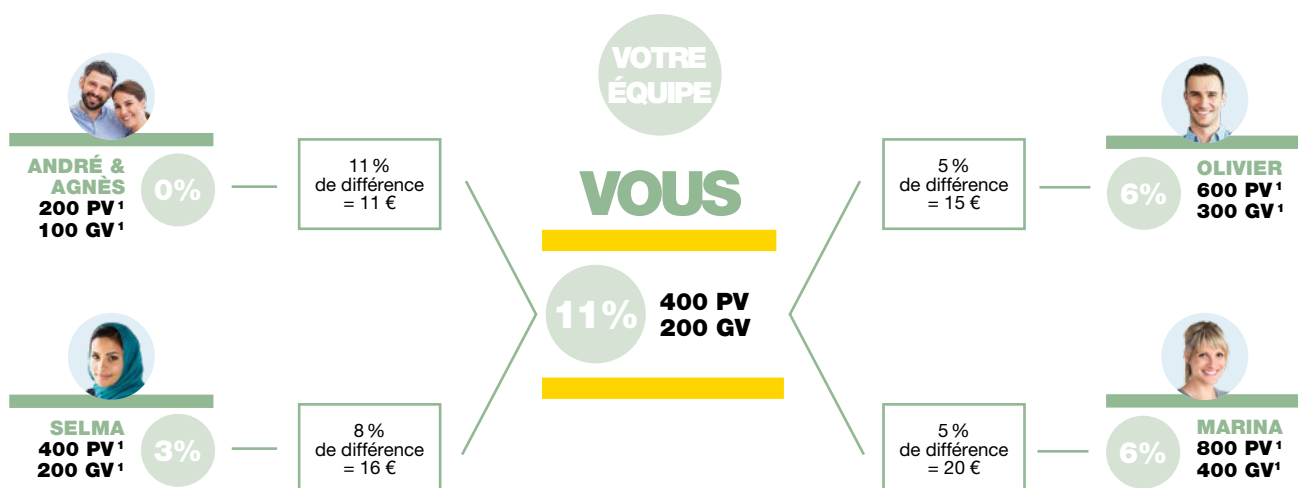 VOTRE
ÉQUIPE
ANDRÉ &
AGNÈS
200 PV¹
100 GV¹
0%
11 %
de différence
= 11 €
SELMA
400 PV¹
200 GV¹
3%
8 %
de différence
= 16 €
VOUS
11%
400 PV
200 GV
5 %
de différence
= 15 €
6%
OLIVIER
600 PV¹
300 GV¹
5 %
de différence
= 20 €
6%
MARINA
800 PV¹
400 GV¹